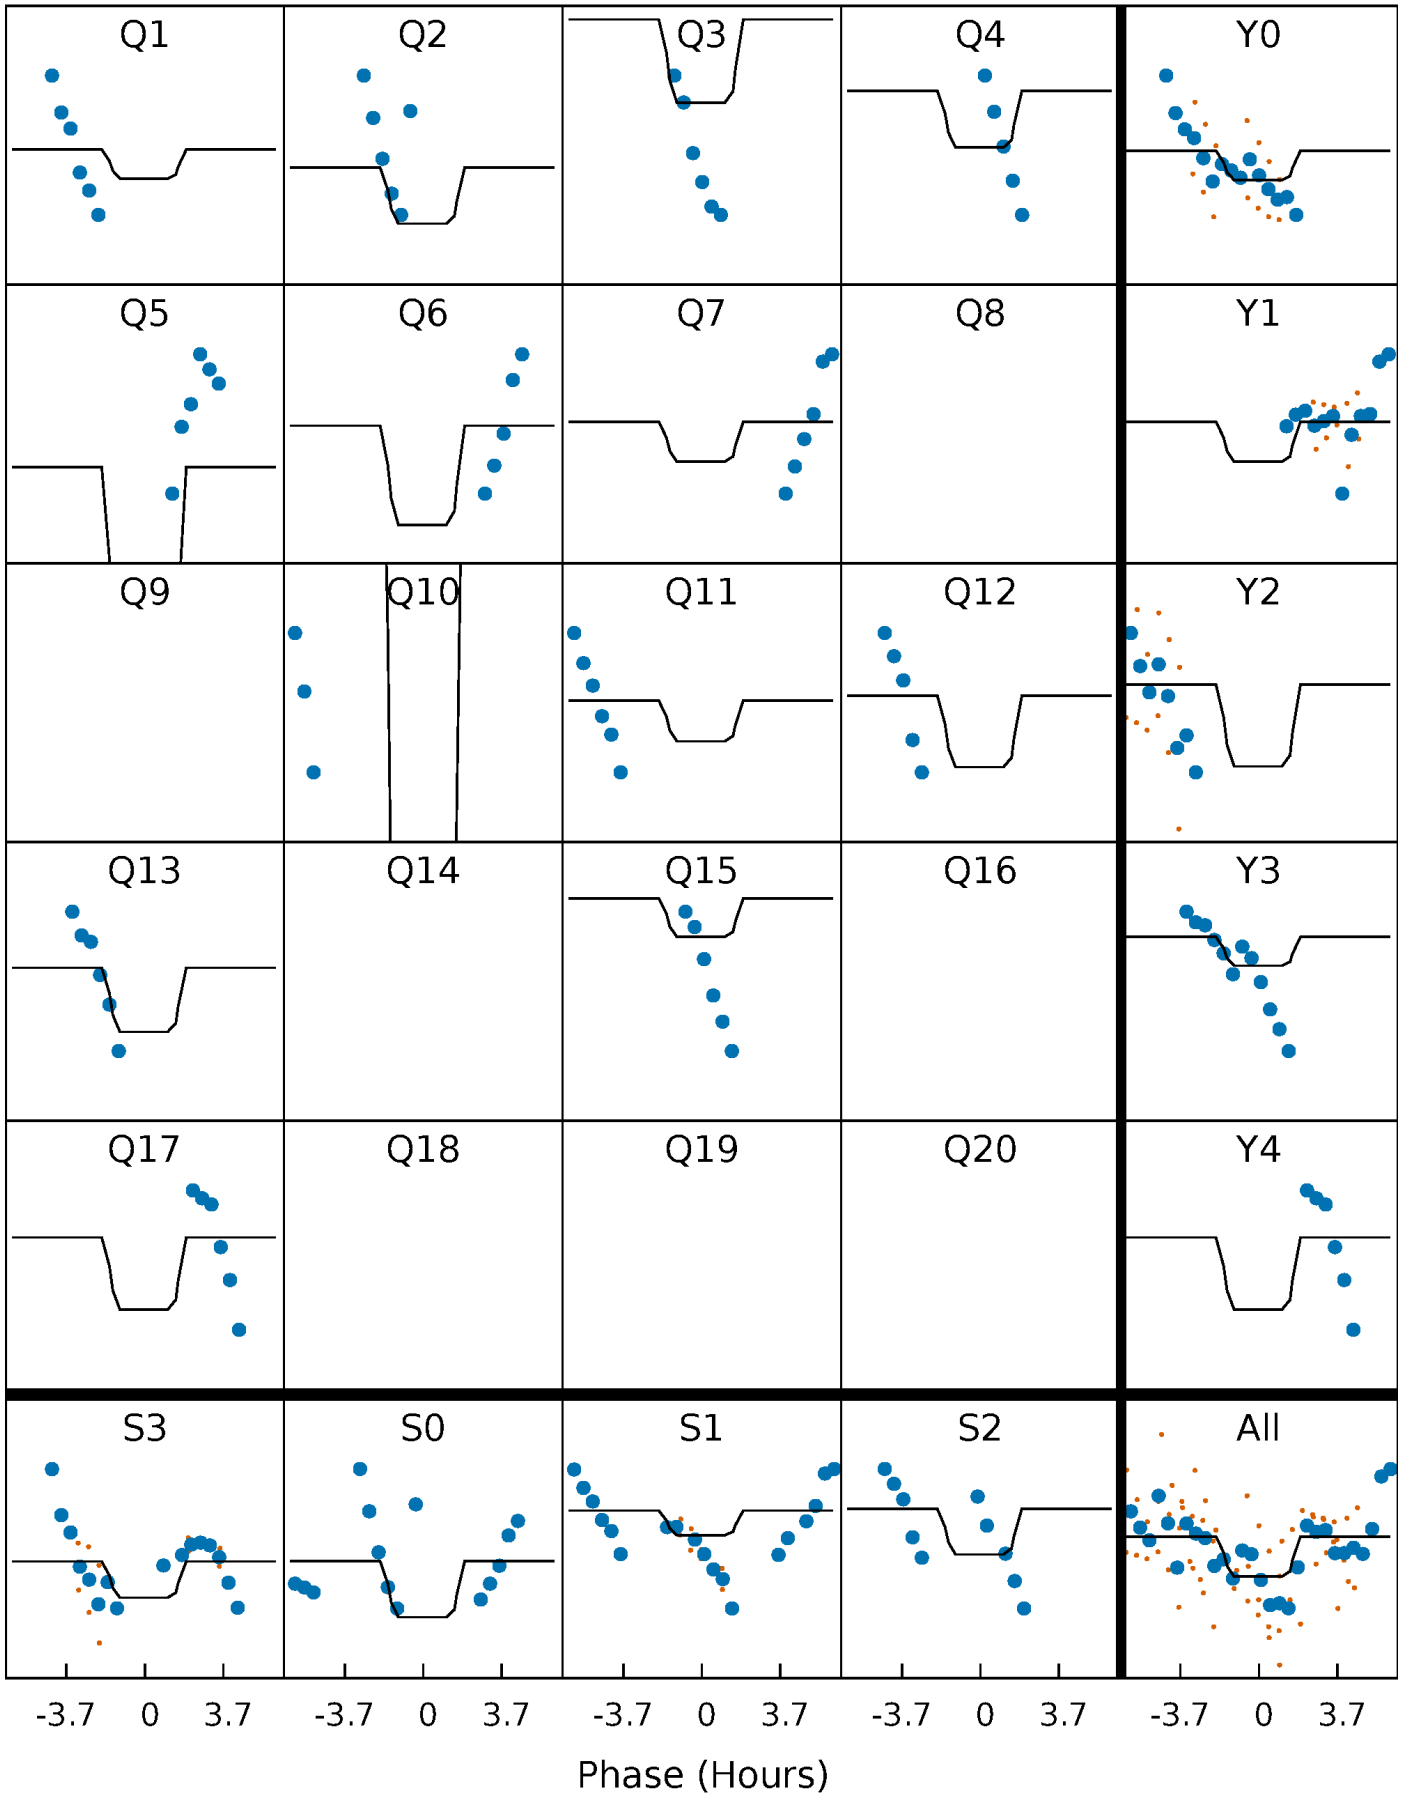 Q1 Q2 Q3 Q4 Y0
Q5 Q6 Q7 Q8 Y1
Q9 Q10 Q11 Q12 Y2
Q13 Q14 Q15 Q16 Y3
Q17 Q18 Q19 Q20 Y4
S3 S0 S1 S2 All
-3.7 0 3.7 -3.7 0 3.7 -3.7 0 3.7 -3.7 0 3.7 -3.7 0 3.7
Phase (Hours)